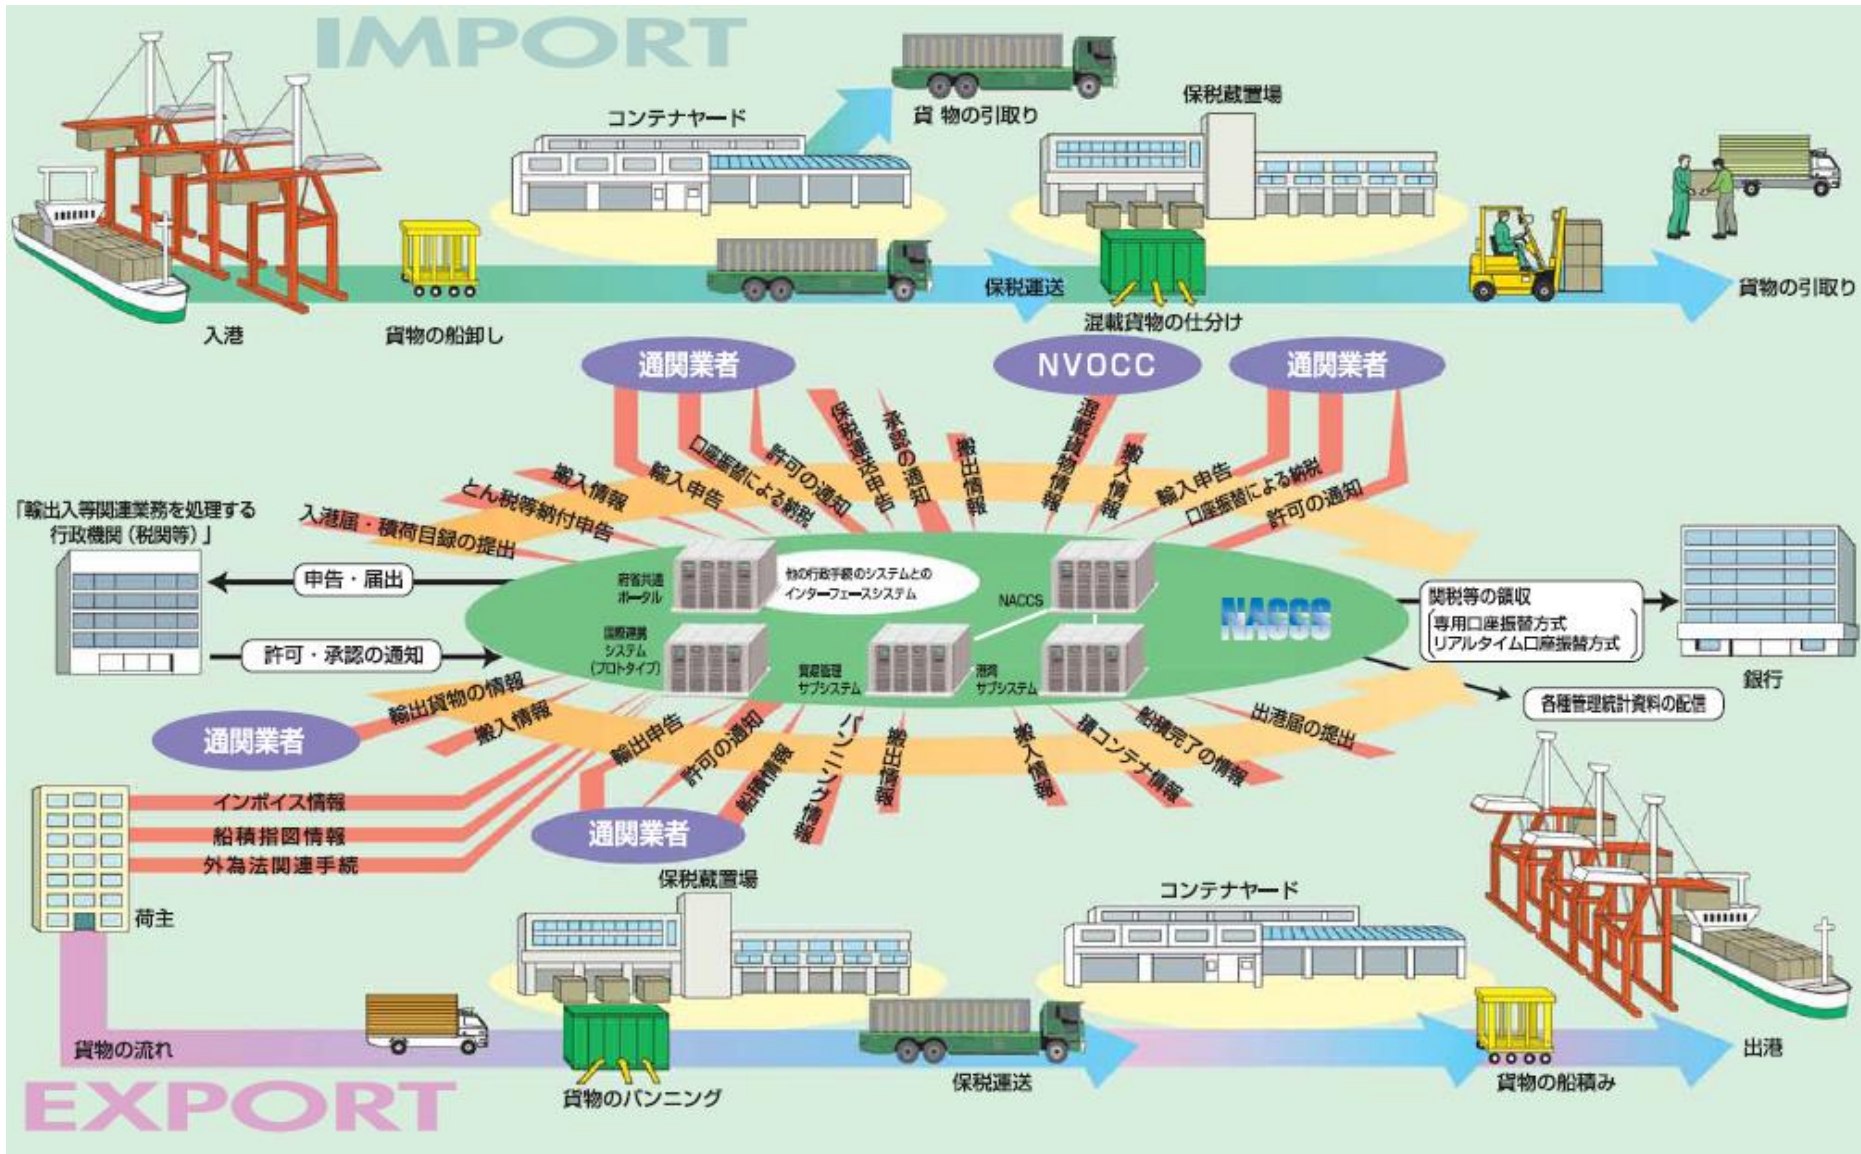 IMPORT
コンテナヤード
貨物の引取り
保税蔵置場
入港
貨物の船卸し
保税運送
混載貨物の仕分け
貨物の引取り
通関業者
NVOCC
通関業者
入港届・積荷目録の提出
とん税等納付申告
搬入情報
輸入申告
口座振替による納税
許可の通知
保税運送申告
承認の通知
搬出情報
混載貨物情報
搬入情報
輸入申告
口座振替による納税
許可の通知
「輸出入等関連業務を処理する
行政機関(税関等)」
申告・届出
許可・承認の通知
府省共通
ポータル
他の行政手続のシステムとの
インターフェースシステム
NACCS
NACCS
国際連携
システム
(プロトタイプ)
貿易管理
サブシステム
港湾
サブシステム
関税等の領収
専用口座振替方式
リアルタイム口座振替方式
銀行
各種管理統計資料の配信
輸出貨物の情報
搬入情報
輸出申告
許可の通知
船積情報
バンニング情報
搬出情報
搬入情報
積コンテナ情報
船積完了の情報
出港届の提出
通関業者
インボイス情報
船積指図情報
外為法関連手続
荷主
通関業者
保税蔵置場
コンテナヤード
貨物の流れ
貨物のバンニング
保税運送
貨物の船積み
出港
EXPORT